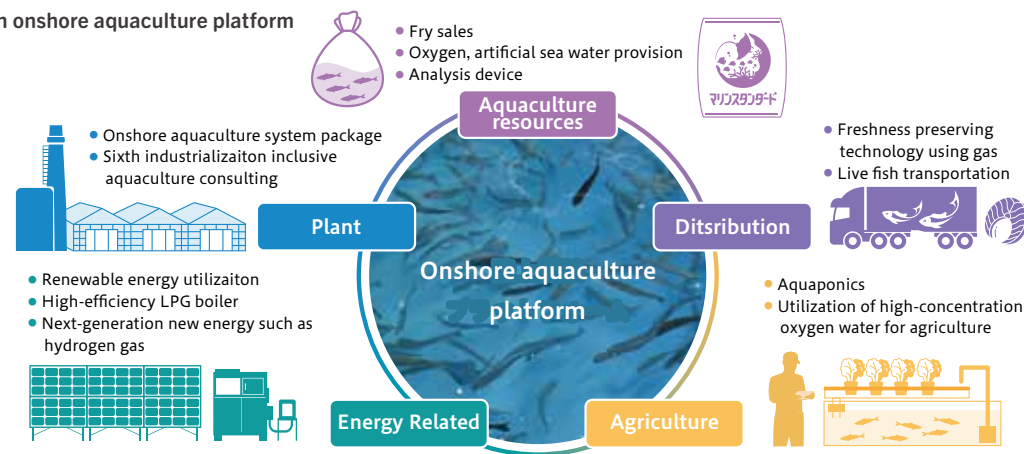 onshore aquaculture platform
● Fry sales
● Oxygen, artificial sea water provision
● Analysis device
マリンスタンダード
Aquaculture
resources
● Onshore aquaculture system package
● Sixth industrializaiton inclusive
aquaculture consulting
● Freshness preserving
technology using gas
● Live fish transportation
Plant
Ditsribution
Onshore aquaculture
platform
● Renewable energy utilizaiton
● High-efficiency LPG boiler
● Next-generation new energy such as
hydrogen gas
● Aquaponics
● Utilization of high-concentration
oxygen water for agriculture
Energy Related
Agriculture